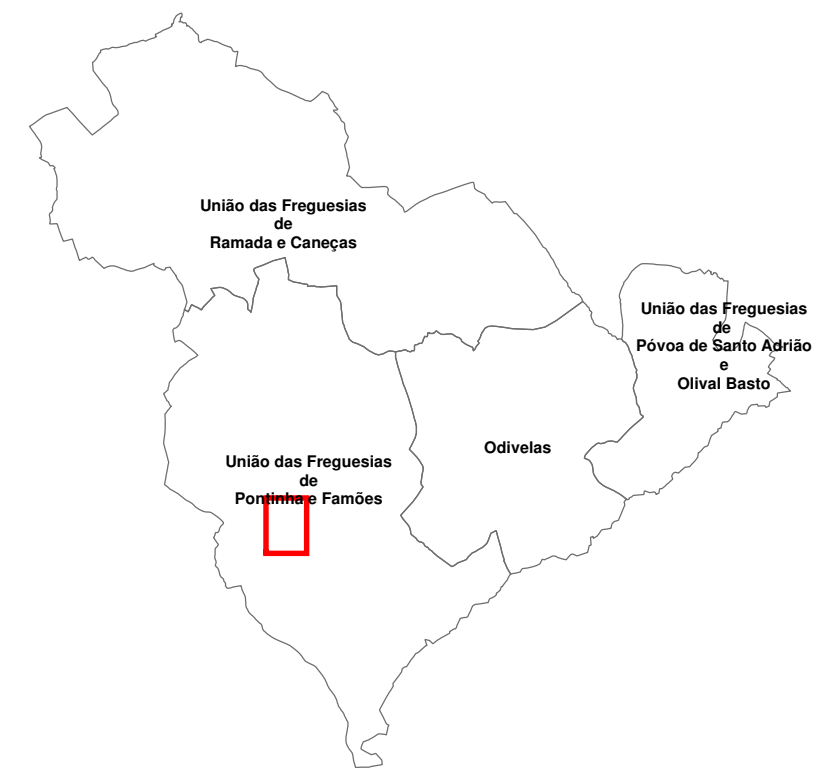 União das Freguesias
de
Ramada e Caneças
União das Freguesias
de
Póvoa de Santo Adrião
e
Olival Basto
Odivelas
União das Freguesias
de
Pontinha e Famões